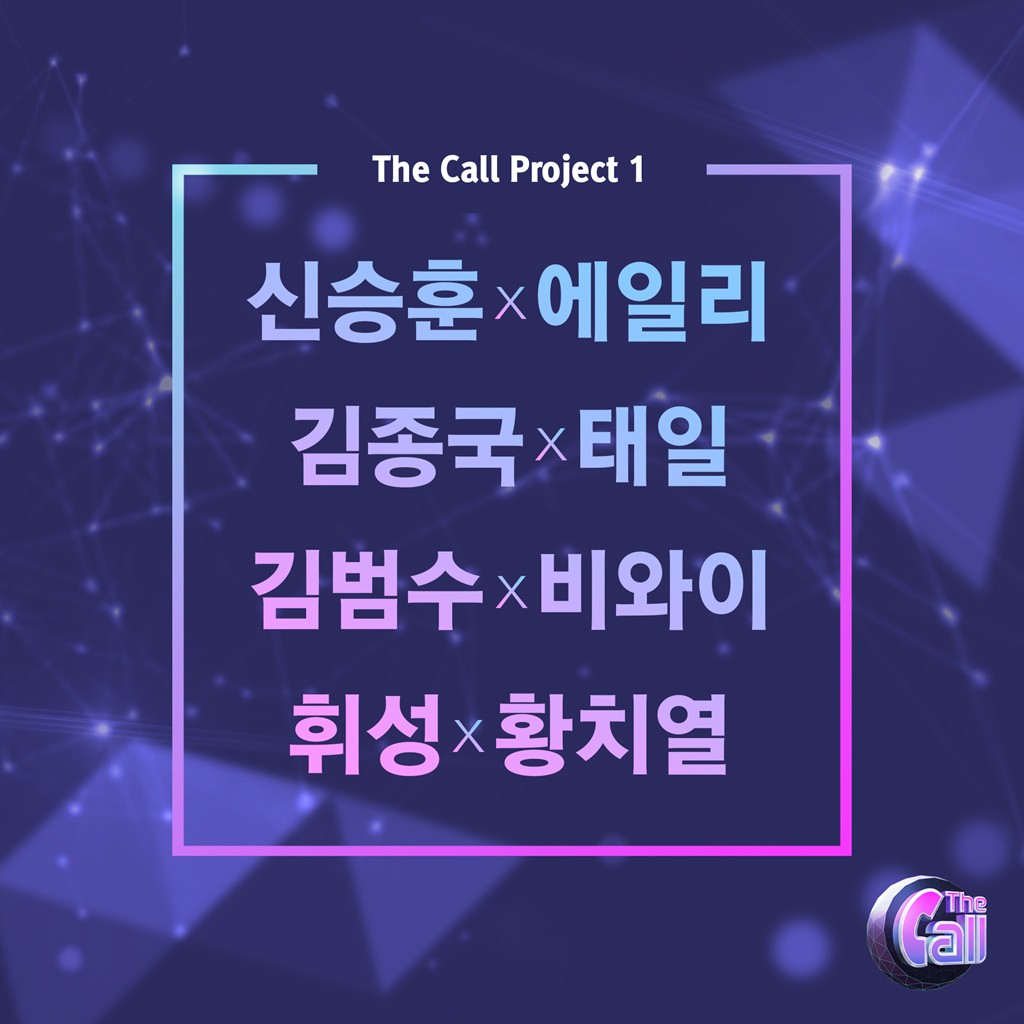 The Call Project 1
신승훈 x 에일리
김종국 x 태일
김범수 x 비와이
휘성 x 황치열
The
Call